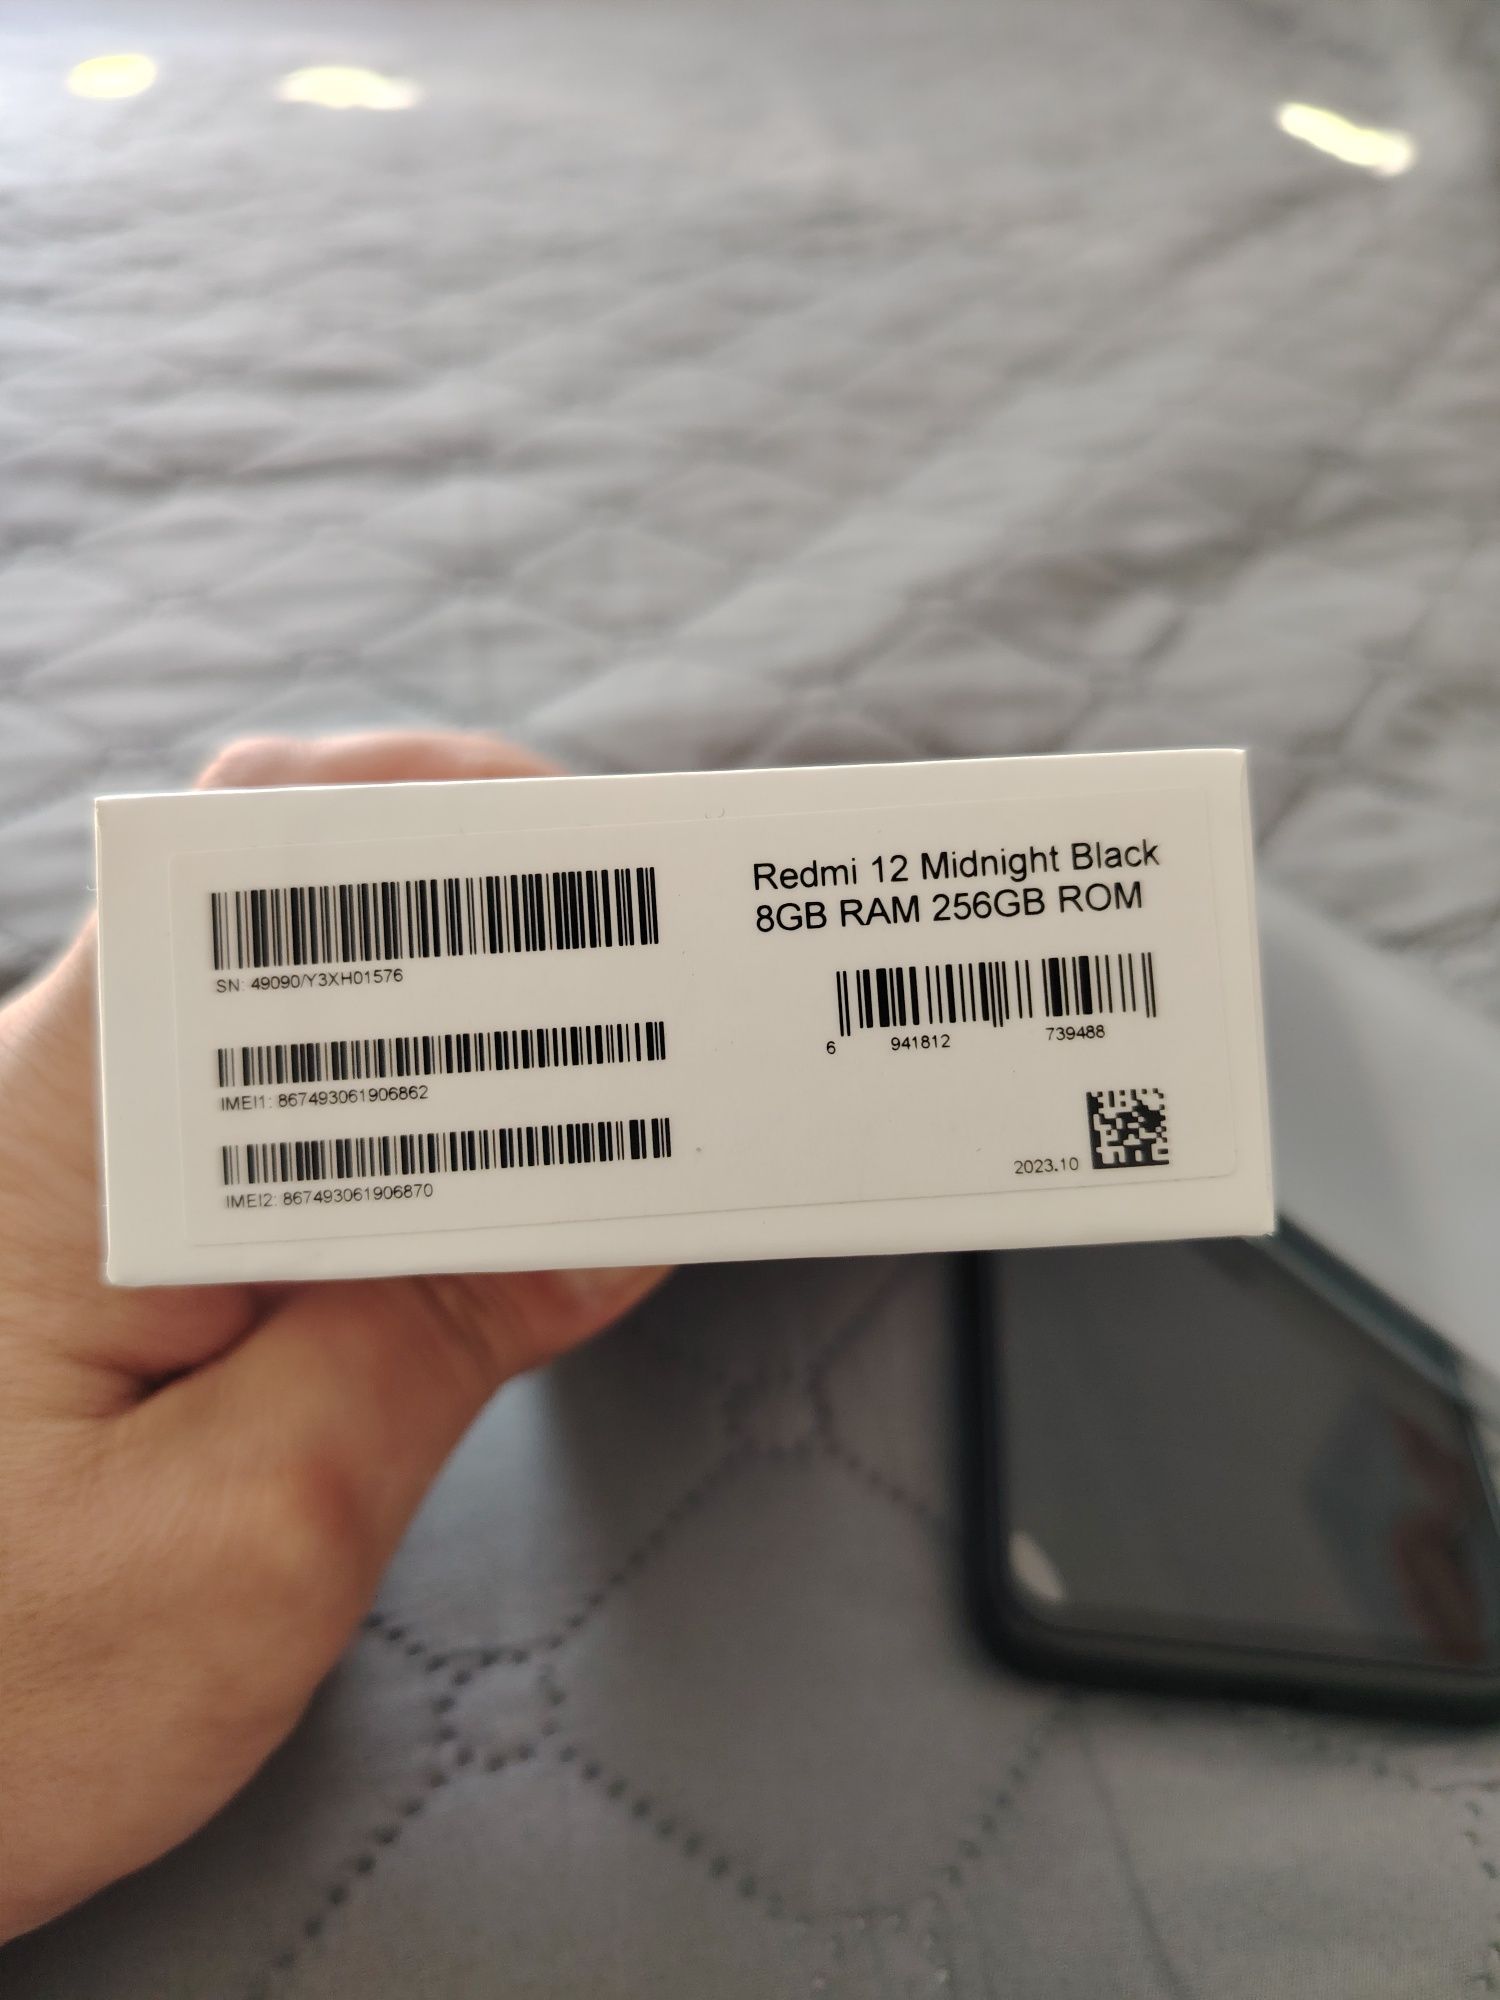 SN: 49090/Y3XH01576
IMEI1: 867493061906862
IMEI2: 867493061906870
Redmi 12 Midnight Black
8GB RAM 256GB ROM
6 941812 739488
2023.10